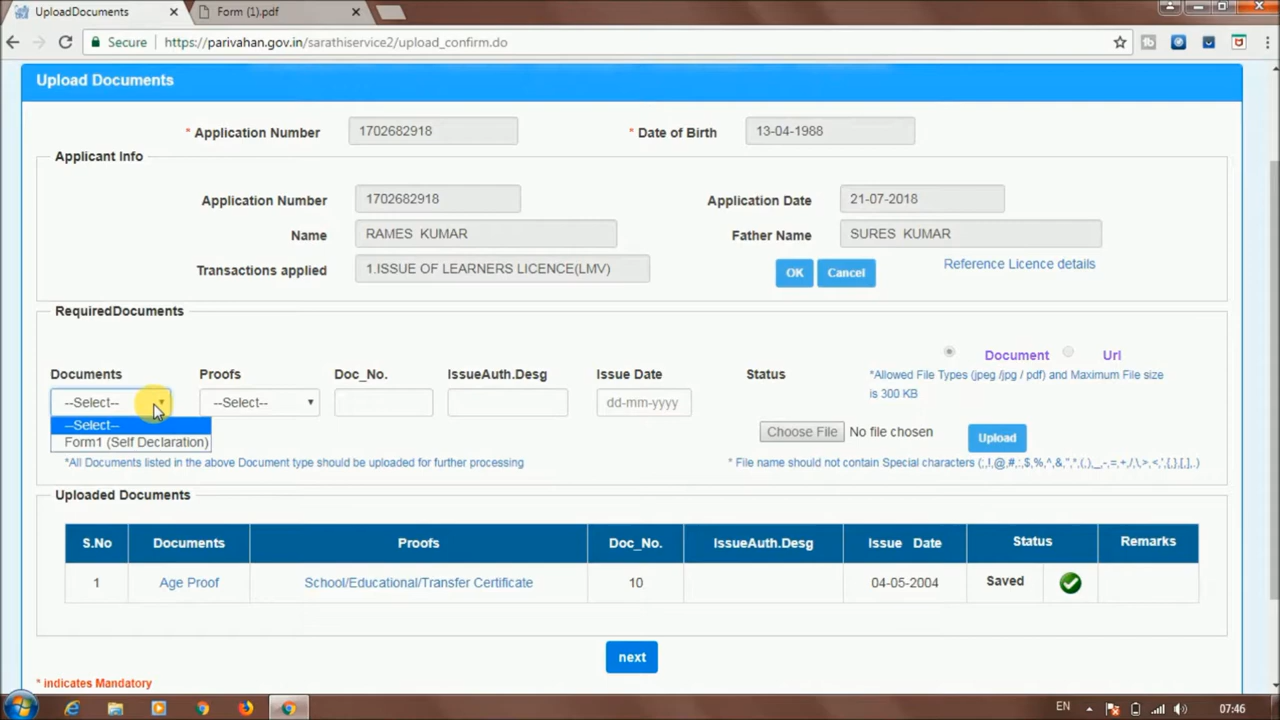 UploadDocuments
Form (1).pdf
Secure
https://parivahan.gov.in/sarathiservice2/upload_confirm.do
Upload Documents
* Application Number 1702682918 * Date of Birth 13-04-1988
Applicant Info
Application Number 1702682918 Application Date 21-07-2018
Name RAMES KUMAR Father Name SURES KUMAR
Transactions applied 1.ISSUE OF LEARNERS LICENCE(LMV) OK Cancel Reference Licence details
RequiredDocuments
Document Url
Documents Proofs Doc_No. IssueAuth.Desg Issue Date Status *Allowed File Types (jpeg /jpg / pdf) and Maximum File size
is 300 KB
--Select-- --Select-- dd-mm-yyyy
--Select--
Choose File No file chosen Upload
Form1 (Self Declaration)
*All Documents listed in the above Document type should be uploaded for further processing
* File name should not contain Special characters (;,!,@,#,:,$,%,^,&,",*,(,),_,-,=,+,/,\,>,<,',{,},[,],.)
Uploaded Documents
S.No Documents Proofs Doc_No. IssueAuth.Desg Issue Date Status Remarks
1 Age Proof School/Educational/Transfer Certificate 10 04-05-2004 Saved
next
* indicates Mandatory
EN 07:46